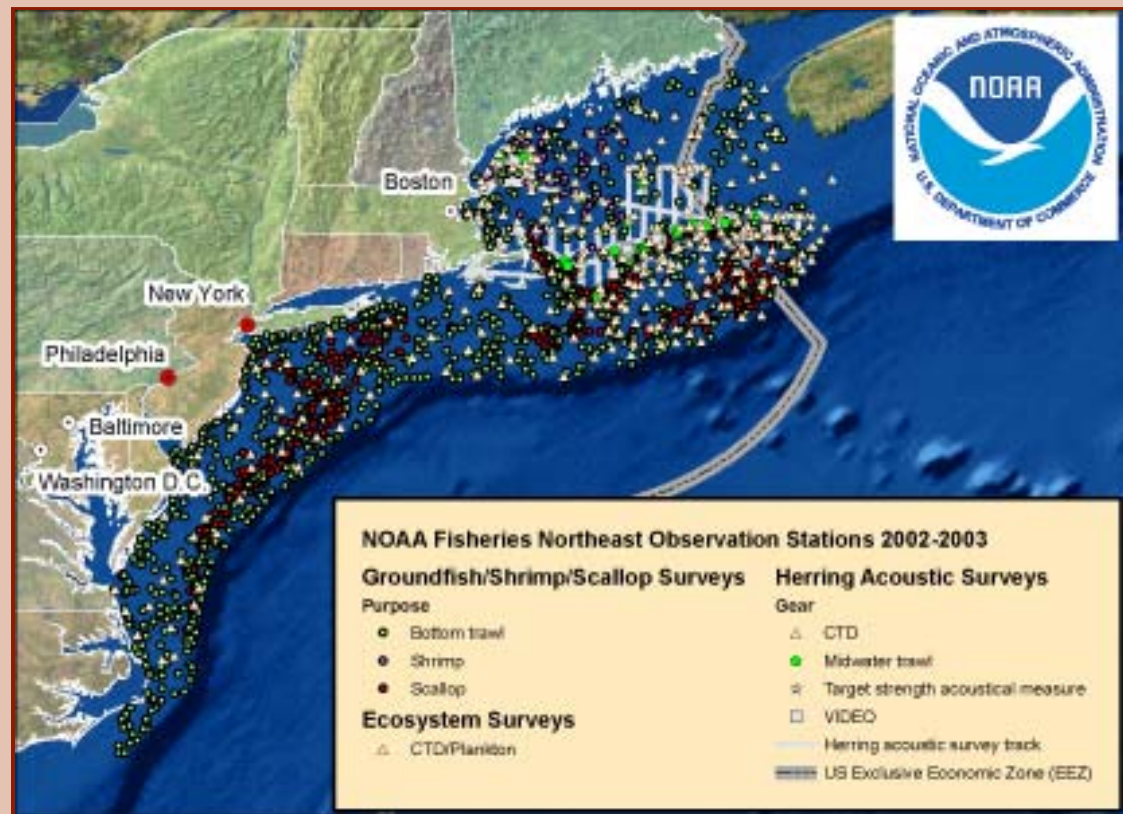 NATIONAL OCEANIC AND ATMOSPHERIC ADMINISTRATION
NOAA
U.S. DEPARTMENT OF COMMERCE
Boston
New York
Philadelphia
Baltimore
Washington D.C.
NOAA Fisheries Northeast Observation Stations 2002-2003
Groundfish/Shrimp/Scallop Surveys
Purpose
Bottom trawl
Shrimp
Scallop
Ecosystem Surveys
CTD/Plankton
Herring Acoustic Surveys
Gear
CTD
Midwater trawl
Target strength acoustical measure
VIDEO
Herring acoustic survey track
US Exclusive Economic Zone (EEZ)